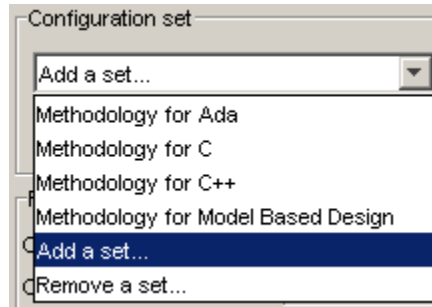 Configuration set
Add a set...
Methodology for Ada
Methodology for C
Methodology for C++
Methodology for Model Based Design
Add a set...
Remove a set...